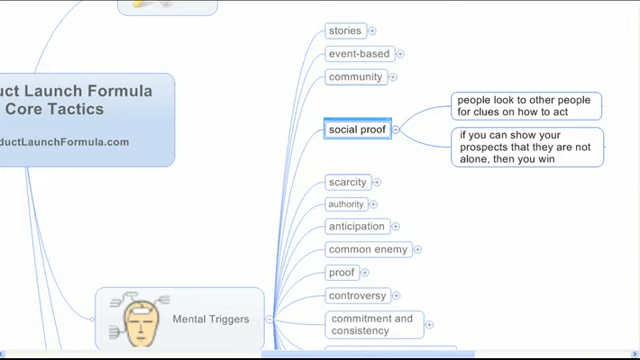 stories
event-based
community
uct Launch Formula
Core Tactics
ductLaunchFormula.com
social proof
people look to other people
for clues on how to act
if you can show your
prospects that they are not
alone, then you win
scarcity
authority
anticipation
common enemy
proof
controversy
commitment and
consistency
Mental Triggers